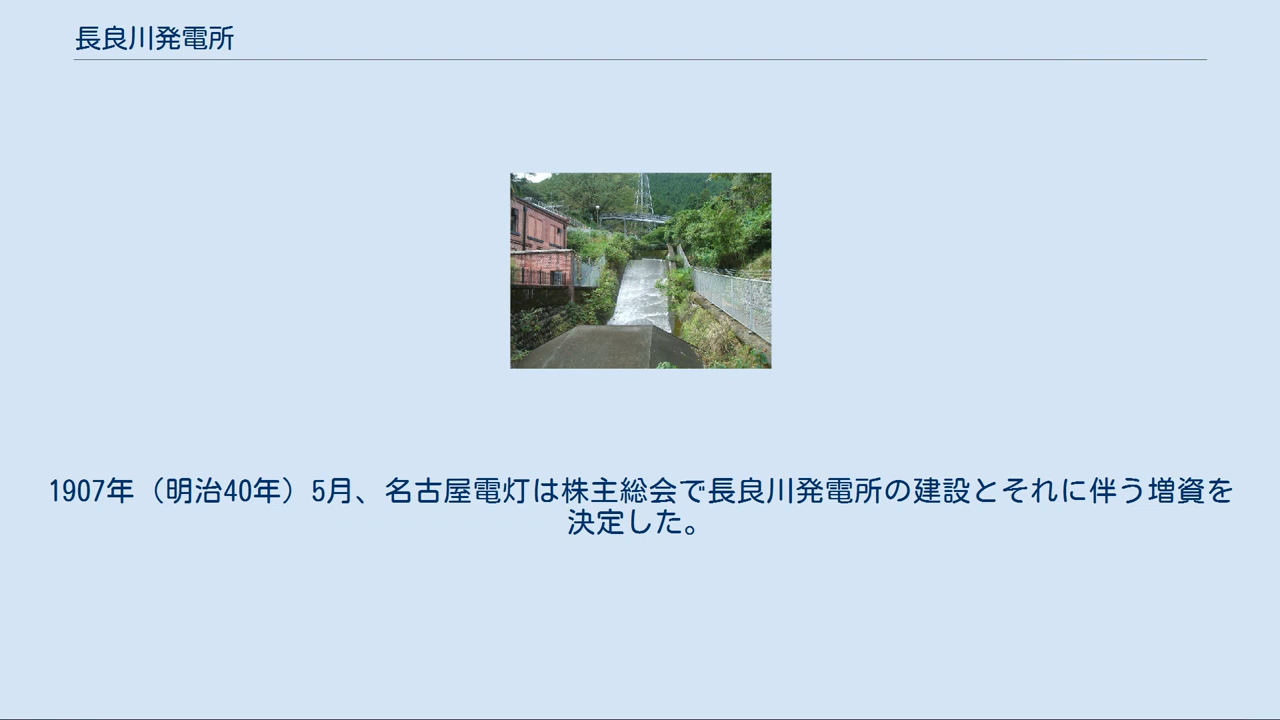 長良川発電所
1907年（明治40年）5月、名古屋電灯は株主総会で長良川発電所の建設とそれに伴う増資を
決定した。